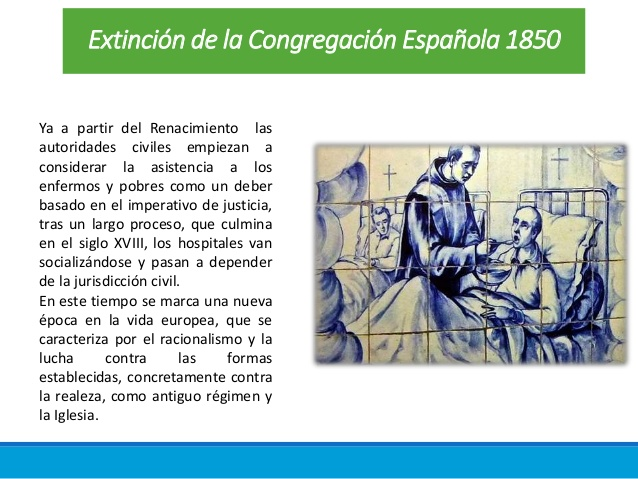 Extinción de la Congregación Española 1850
Ya a partir del Renacimiento las
autoridades civiles empiezan a
considerar la asistencia a los
enfermos y pobres como un deber
basado en el imperativo de justicia,
tras un largo proceso, que culmina
en el siglo XVIII, los hospitales van
socializándose y pasan a depender
de la jurisdicción civil.
En este tiempo se marca una nueva
época en la vida europea, que se
caracteriza por el racionalismo y la
lucha contra las formas
establecidas, concretamente contra
la realeza, como antiguo régimen y
la Iglesia.